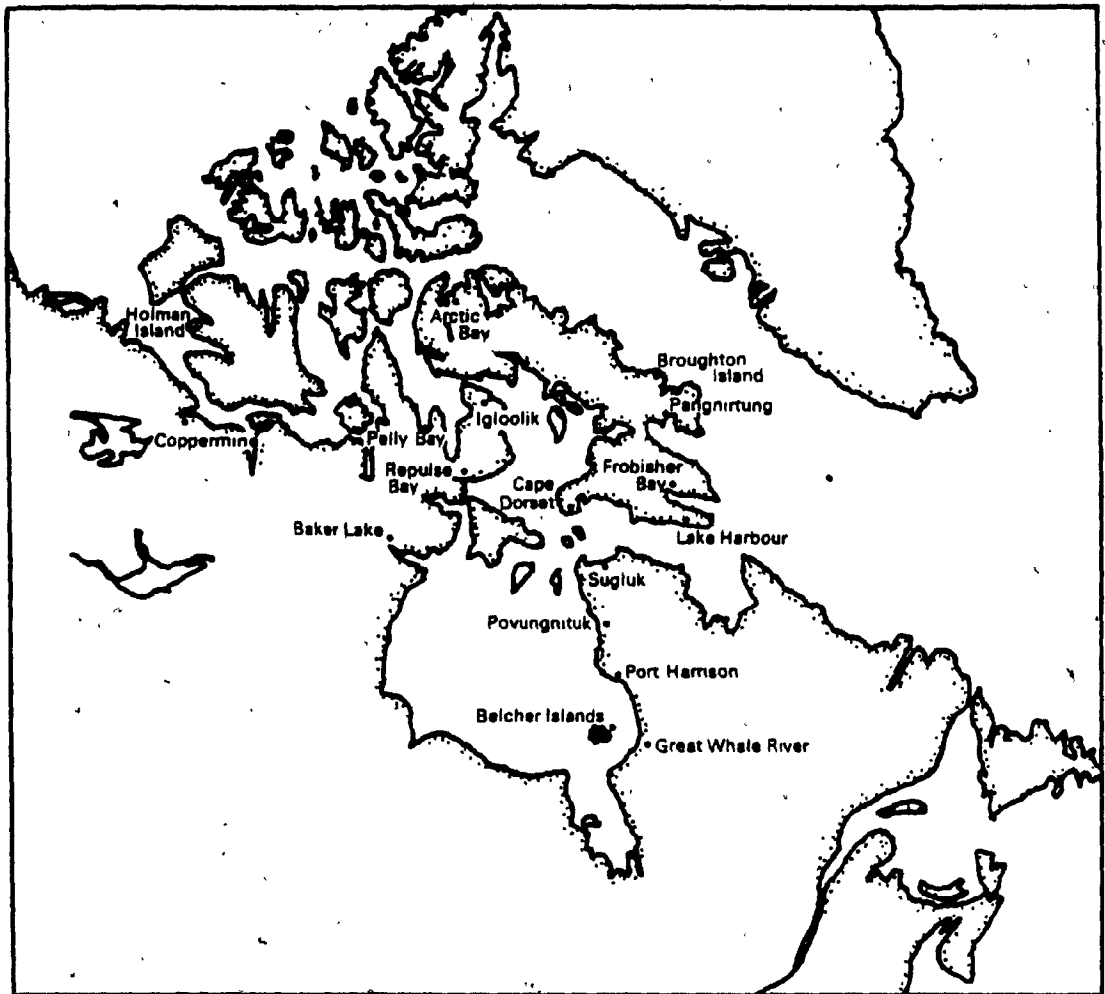 Holman
Island
Arctic
Bay
Broughton
Island
Pangnirtung
Igloolik
Coppermine
Pelly Bay
Repulse
Bay
Cape
Dorset
Frobisher
Bay
Baker Lake
Lake Harbour
Sugluk
Povungnituk
Port Harrison
Belcher Islands
Great Whale River